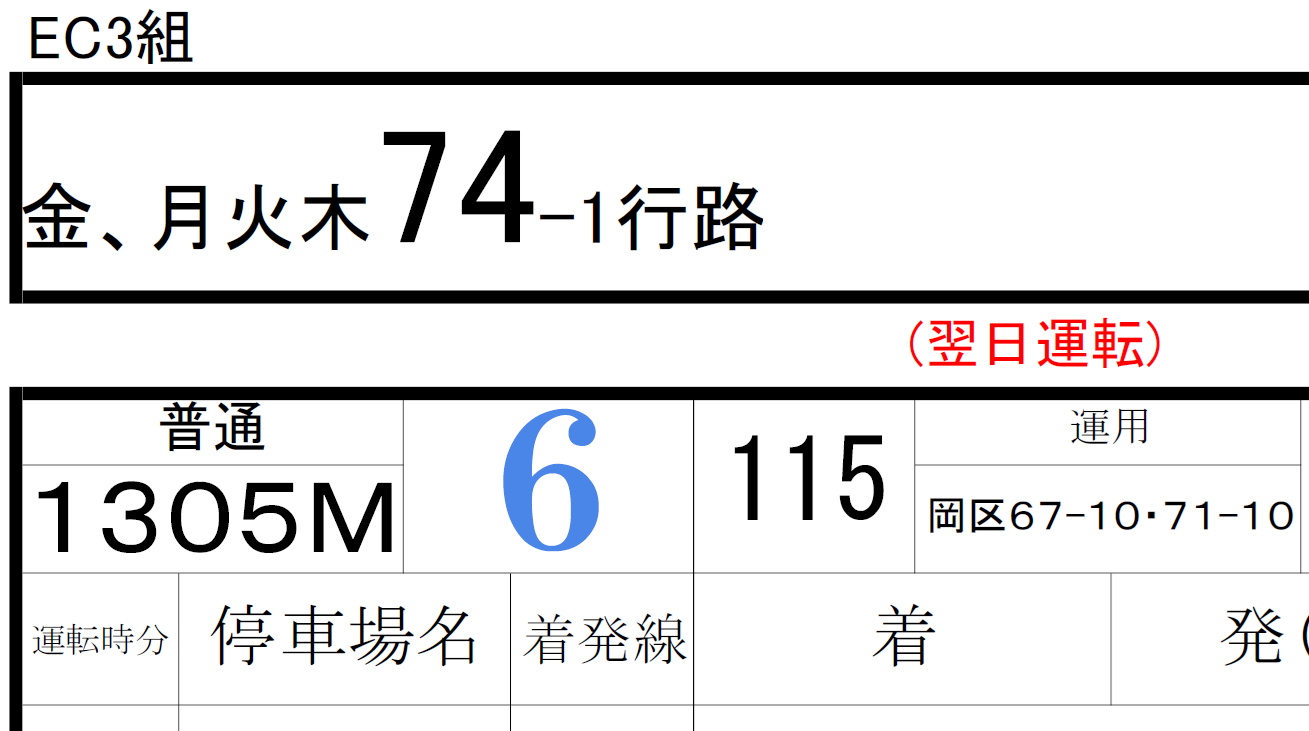 EC3組
金、月火木74-1行路
(翌日運転)
普通
1305M
6
115
運用
岡区67-10・71-10
運転時分
停車場名
着発線
着
発(